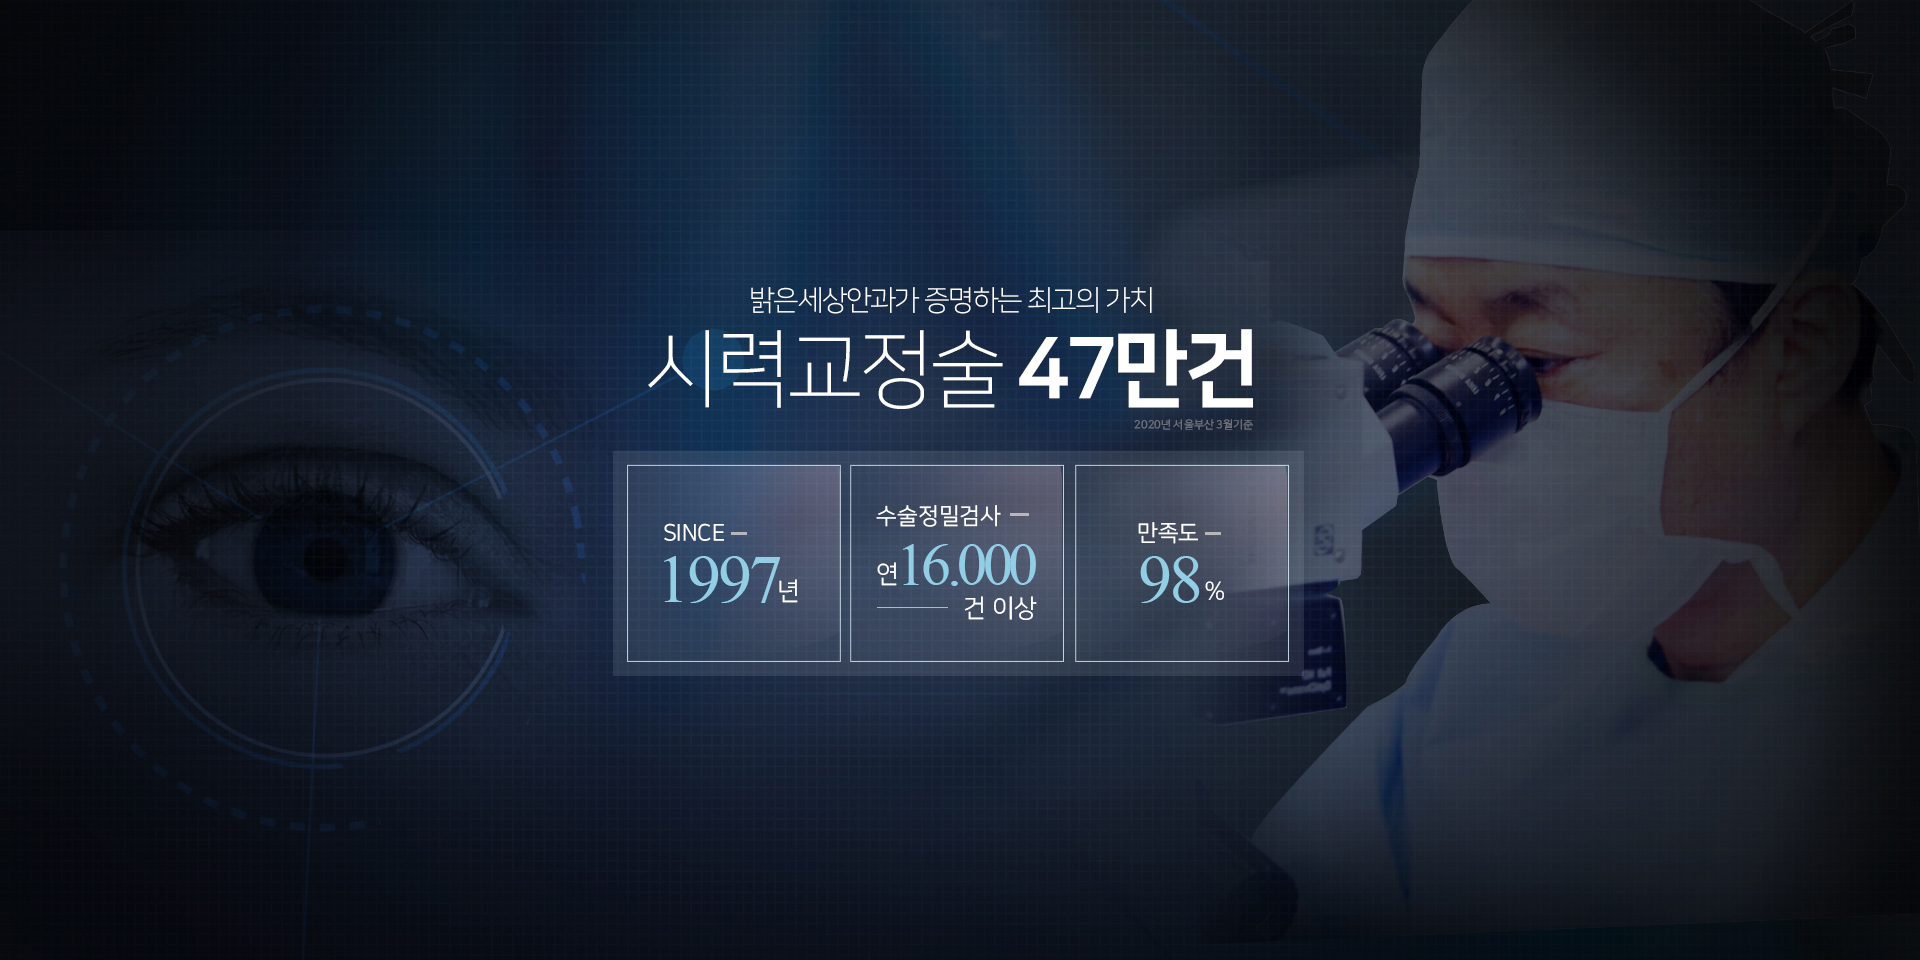 밝은세상안과가 증명하는 최고의 가치
시력교정술 47만건
2020년 서울부산 3월기준
SINCE
1997년
수술정밀검사
연16.000
건 이상
만족도
98%